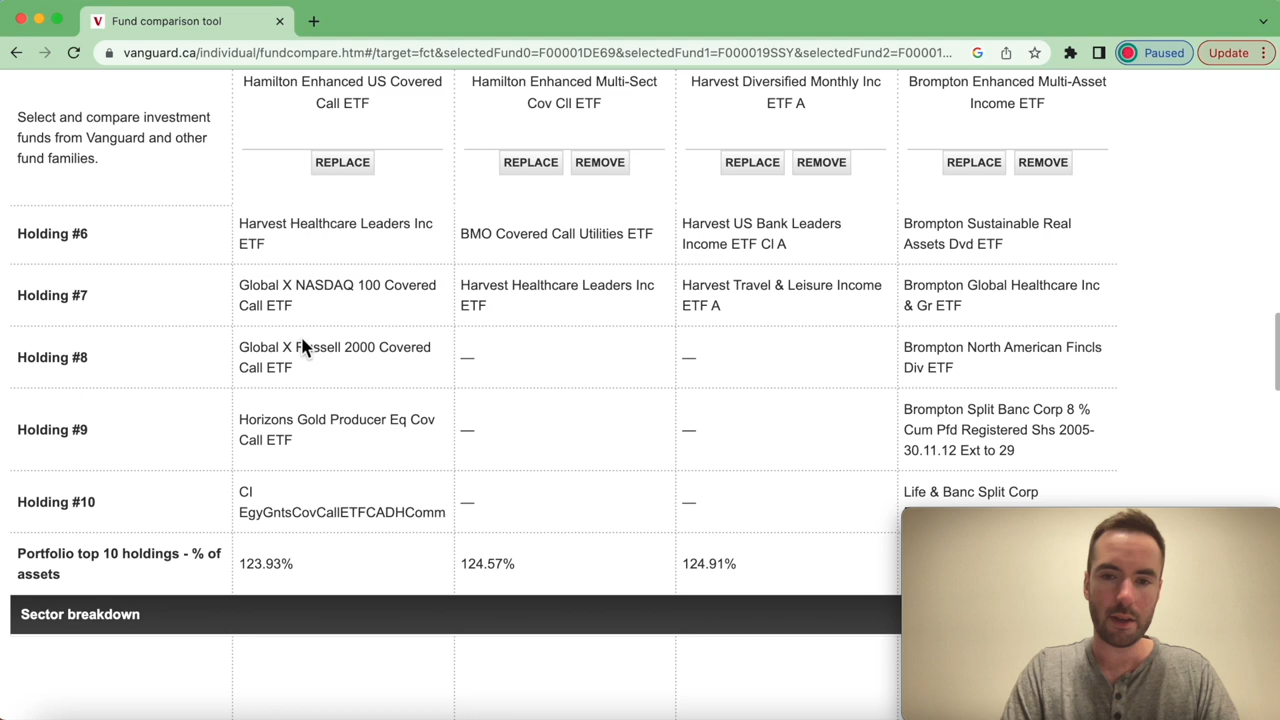 Fund comparison tool
vanguard.ca/individual/fundcompare.htm#/target=fct&selectedFund0=F00001DE69&selectedFund1=F000019SSY&selectedFund2=F00001...
Paused
Update
Select and compare investment
funds from Vanguard and other
fund families.
Hamilton Enhanced US Covered
Call ETF
REPLACE
Hamilton Enhanced Multi-Sect
Cov Cll ETF
REPLACE REMOVE
Harvest Diversified Monthly Inc
ETF A
REPLACE REMOVE
Brompton Enhanced Multi-Asset
Income ETF
REPLACE REMOVE
Holding #6
Harvest Healthcare Leaders Inc
ETF
BMO Covered Call Utilities ETF
Harvest US Bank Leaders
Income ETF Cl A
Brompton Sustainable Real
Assets Dvd ETF
Holding #7
Global X NASDAQ 100 Covered
Call ETF
Harvest Healthcare Leaders Inc
ETF
Harvest Travel & Leisure Income
ETF A
Brompton Global Healthcare Inc
& Gr ETF
Holding #8
Global X Russell 2000 Covered
Call ETF
—
—
Brompton North American Fincls
Div ETF
Holding #9
Horizons Gold Producer Eq Cov
Call ETF
—
—
Brompton Split Banc Corp 8 %
Cum Pfd Registered Shs 2005-
30.11.12 Ext to 29
Holding #10
CI
EgyGntsCovCallETFCADHComm
—
—
Life & Banc Split Corp
Portfolio top 10 holdings - % of
assets
123.93%
124.57%
124.91%
Sector breakdown